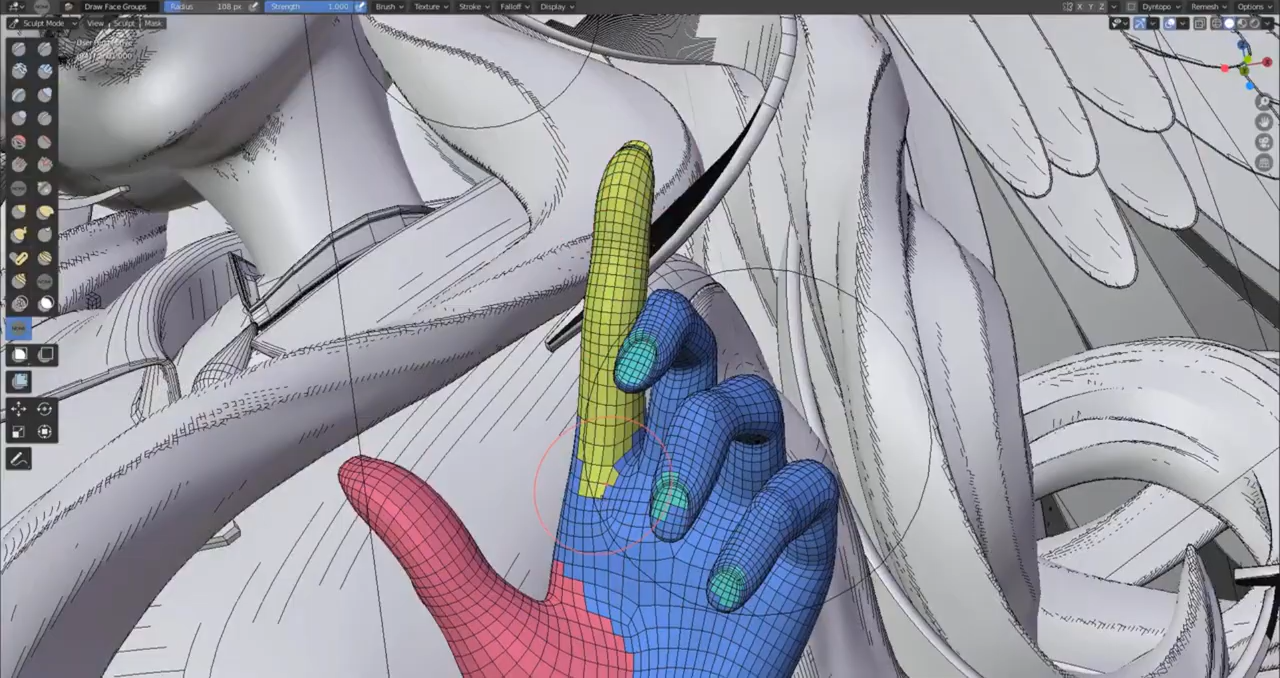 Draw Face Groups Radius 108 px Strength 1.000 Brush Texture Stroke Falloff Display X Y Z Dyntopo Remesh Options
Sculpt Mode View Sculpt Mask